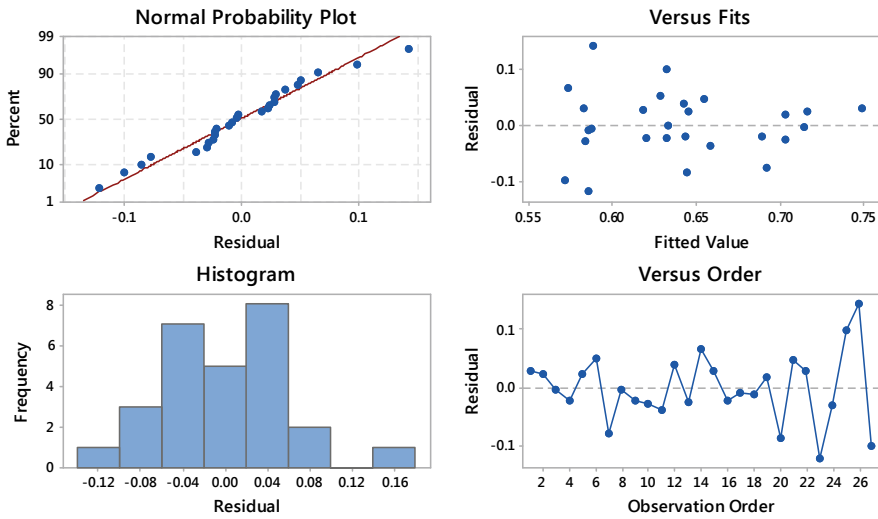 Normal Probability Plot
99
90
50
10
1
Percent
-0.1 0.0 0.1
Residual
Versus Fits
0.1
0.0
-0.1
Residual
0.55 0.60 0.65 0.70 0.75
Fitted Value
Histogram
8
6
4
2
0
Frequency
-0.12 -0.08 -0.04 0.00 0.04 0.08 0.12 0.16
Residual
Versus Order
0.1
0.0
-0.1
Residual
2 4 6 8 10 12 14 16 18 20 22 24 26
Observation Order